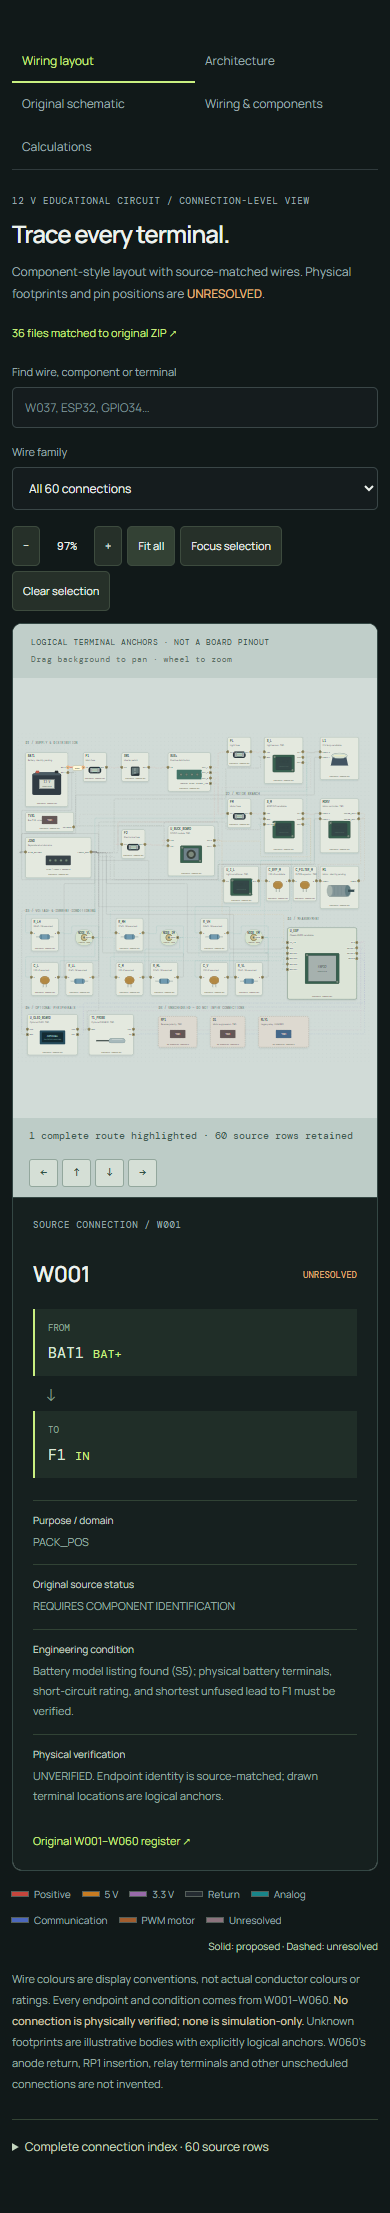 Wiring layout
Architecture
Original schematic
Wiring & components
Calculations
12 V EDUCATIONAL CIRCUIT / CONNECTION-LEVEL VIEW
Trace every terminal.
Component-style layout with source-matched wires. Physical
footprints and pin positions are UNRESOLVED.
36 files matched to original ZIP ↗
Find wire, component or terminal
W037, ESP32, GPIO34...
Wire family
All 60 connections
−
97%
+
Fit all
Focus selection
Clear selection
LOGICAL TERMINAL ANCHORS · NOT A BOARD PINOUT
Drag background to pan · wheel to zoom
1 complete route highlighted · 60 source rows retained
← ↑ ↓ →
SOURCE CONNECTION / W001
W001
UNRESOLVED
FROM
BAT1 BAT+
↓
TO
F1 IN
Purpose / domain
PACK_POS
Original source status
REQUIRES COMPONENT IDENTIFICATION
Engineering condition
Battery model listing found (S5); physical battery terminals,
short-circuit rating, and shortest unfused lead to F1 must be
verified.
Physical verification
UNVERIFIED. Endpoint identity is source-matched; drawn
terminal locations are logical anchors.
Original W001–W060 register ↗
Positive
5 V
3.3 V
Return
Analog
Communication
PWM motor
Unresolved
Solid: proposed · Dashed: unresolved
Wire colours are display conventions, not actual conductor colours or
ratings. Every endpoint and condition comes from W001–W060. No
connection is physically verified; none is simulation-only. Unknown
footprints are illustrative bodies with explicitly logical anchors. W060's
anode return, RP1 insertion, relay terminals and other unscheduled
connections are not invented.
▶ Complete connection index · 60 source rows